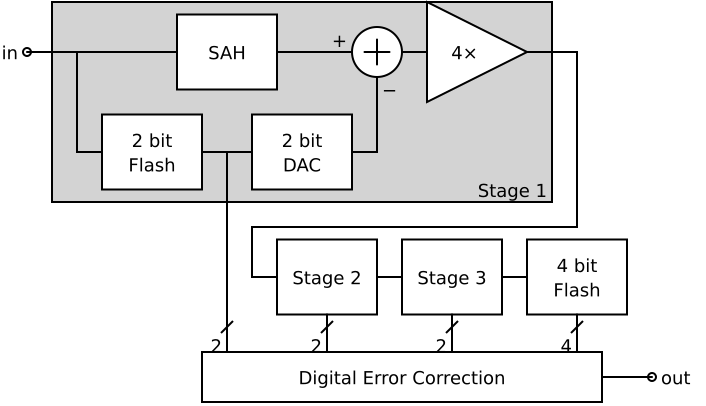 in
SAH
+
4×
−
2 bit
Flash
2 bit
DAC
Stage 1
Stage 2
Stage 3
4 bit
Flash
2
2
2
4
Digital Error Correction
out